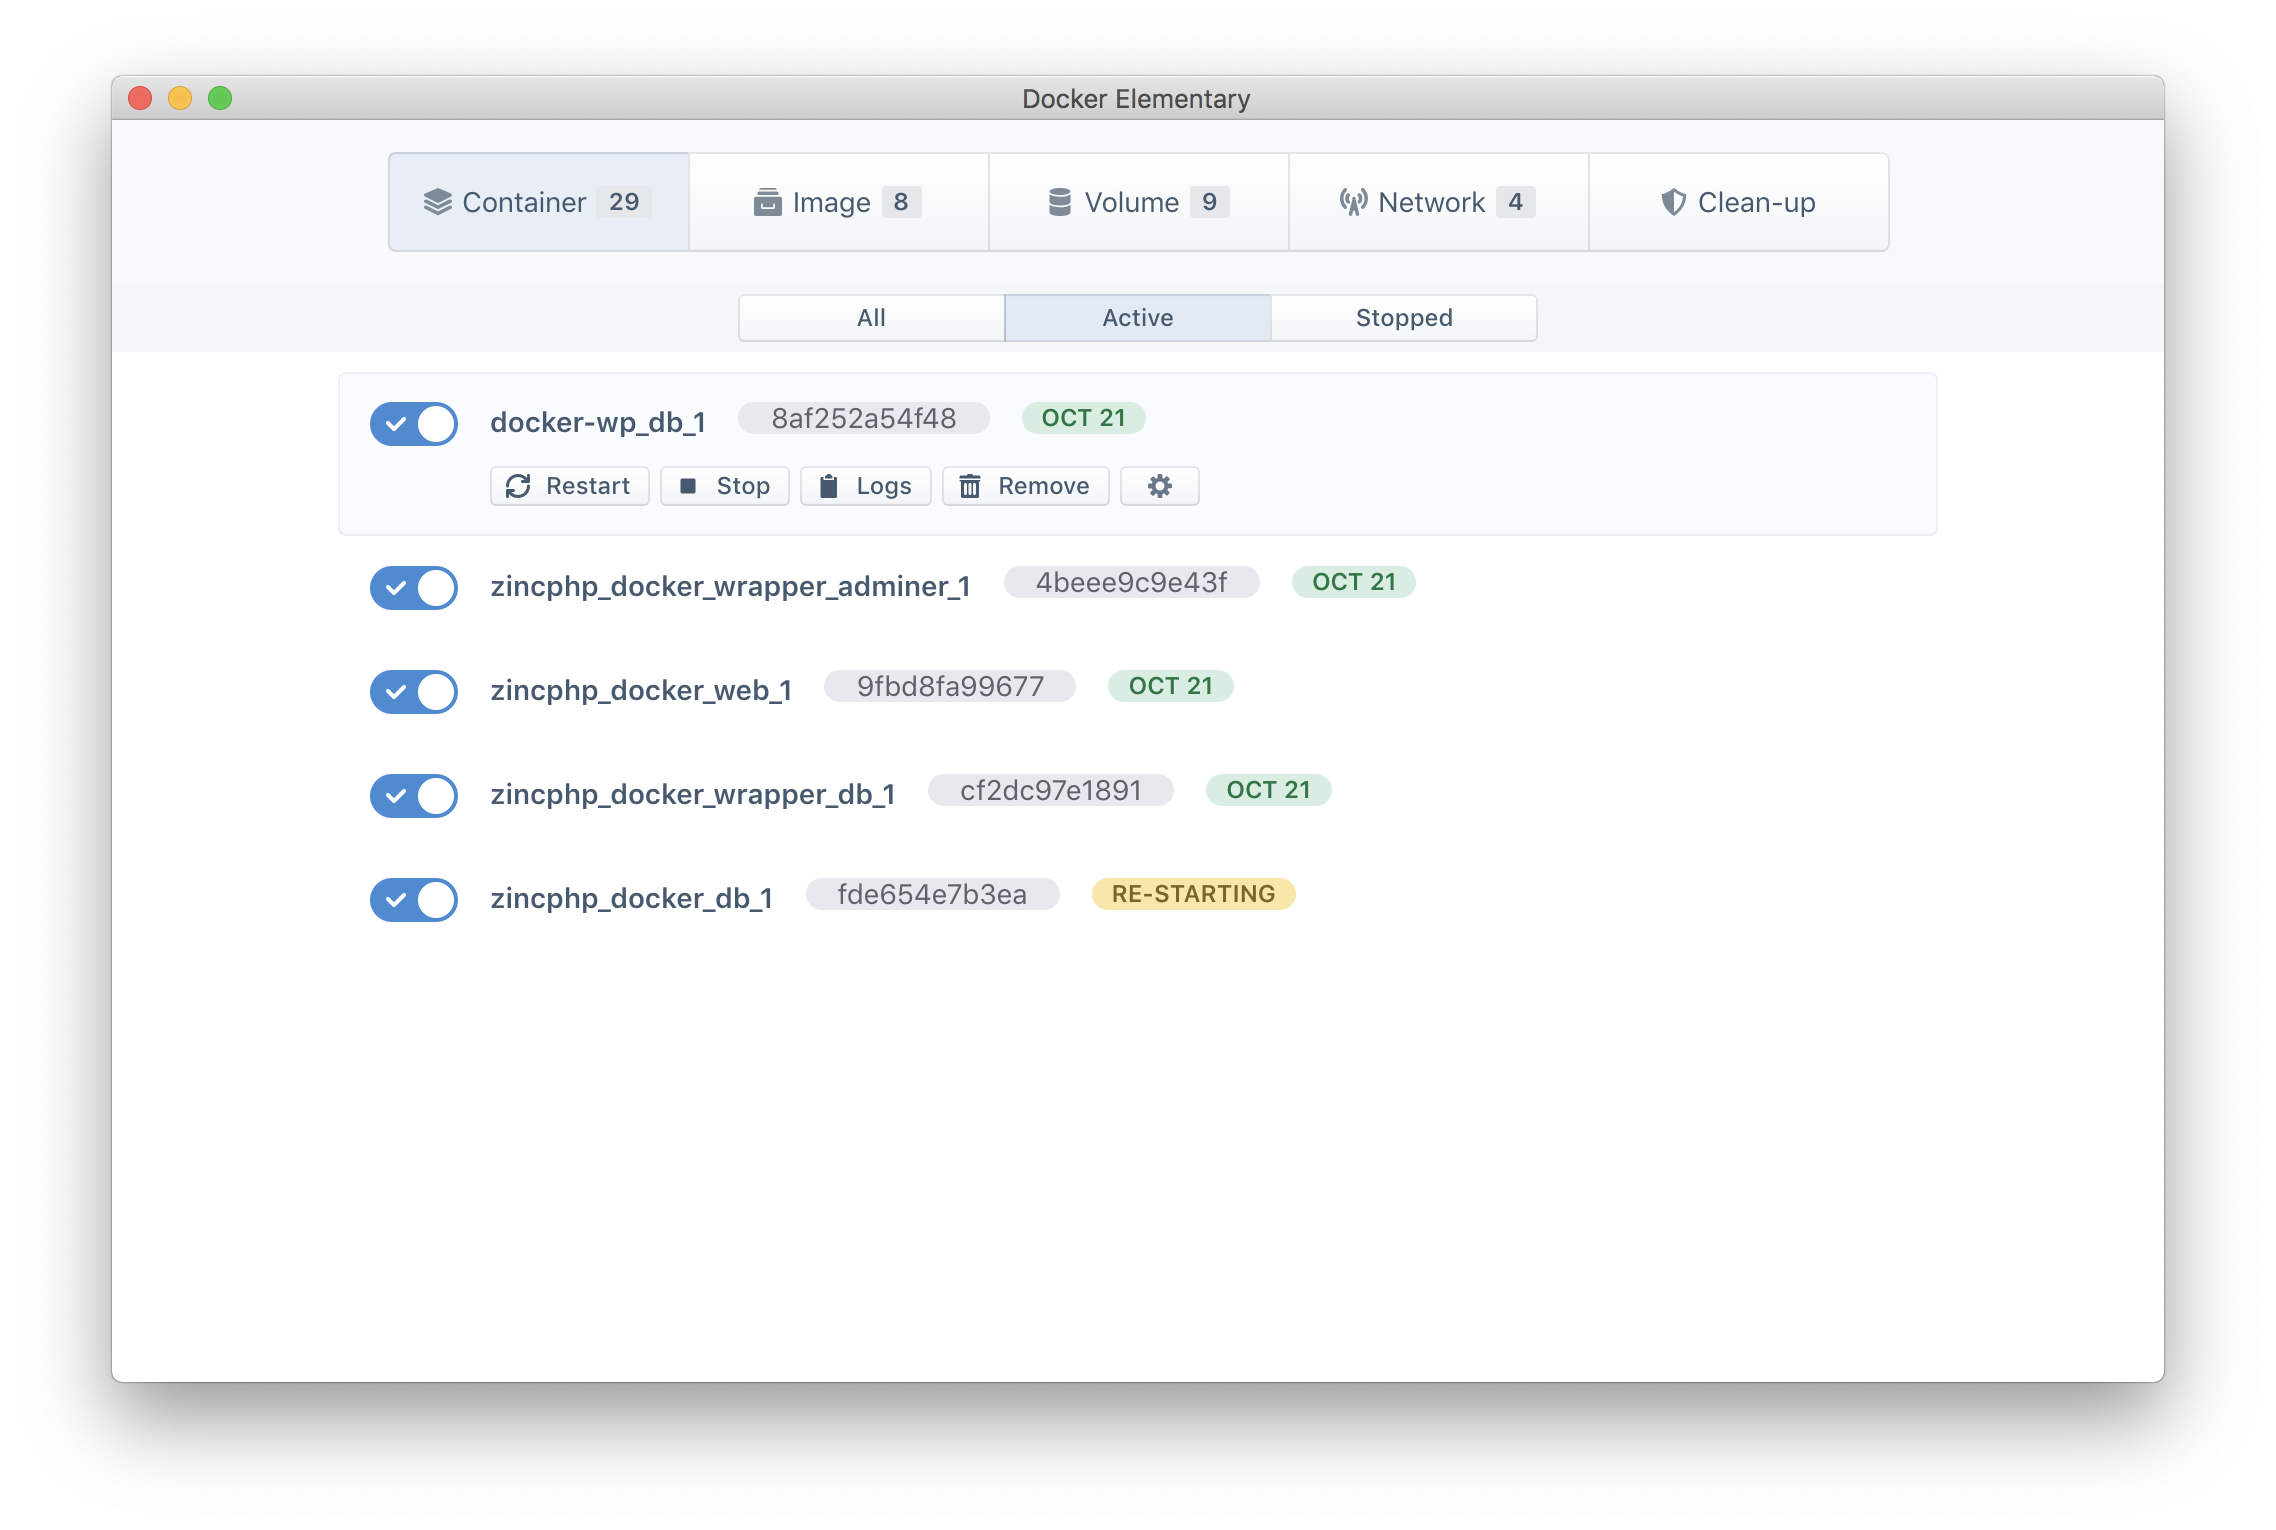 Docker Elementary
Container 29 Image 8 Volume 9 Network 4 Clean-up
All Active Stopped
docker-wp_db_1 8af252a54f48 OCT 21
Restart Stop Logs Remove
zincphp_docker_wrapper_adminer_1 4beee9c9e43f OCT 21
zincphp_docker_web_1 9fbd8fa99677 OCT 21
zincphp_docker_wrapper_db_1 cf2dc97e1891 OCT 21
zincphp_docker_db_1 fde654e7b3ea RE-STARTING